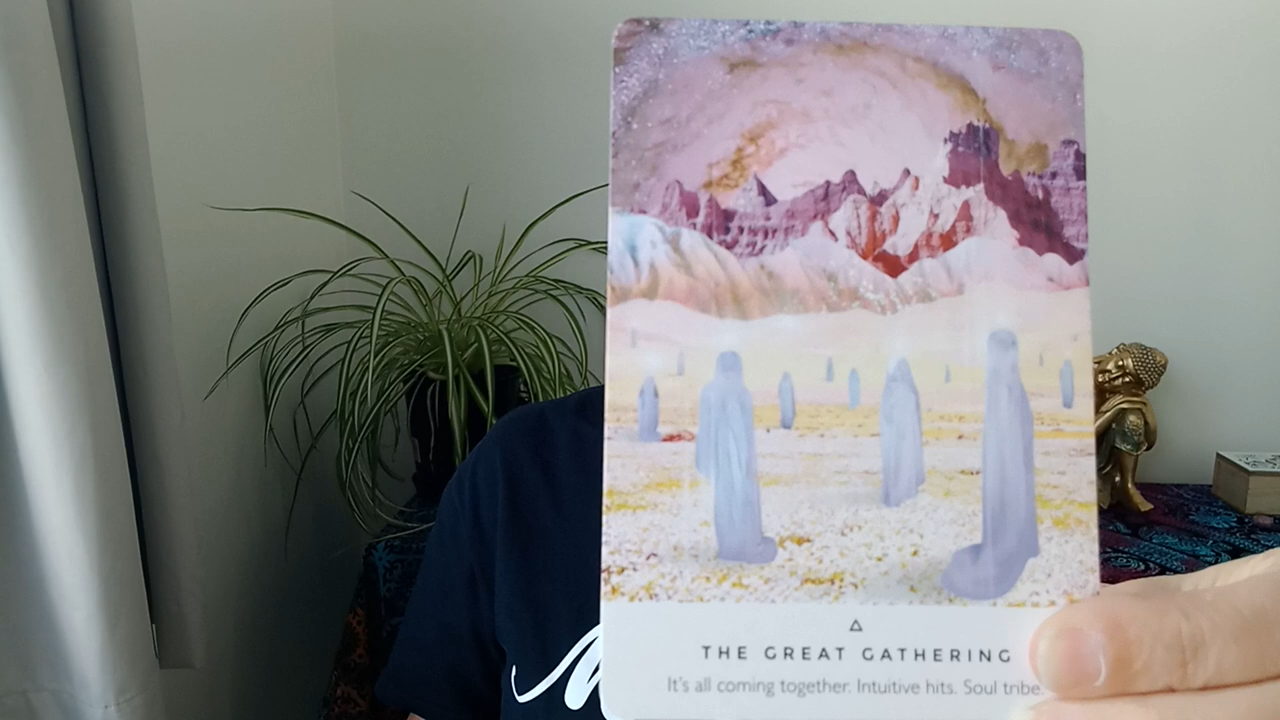 THE GREAT GATHERING
It's all coming together. Intuitive hits. Soul tribe.